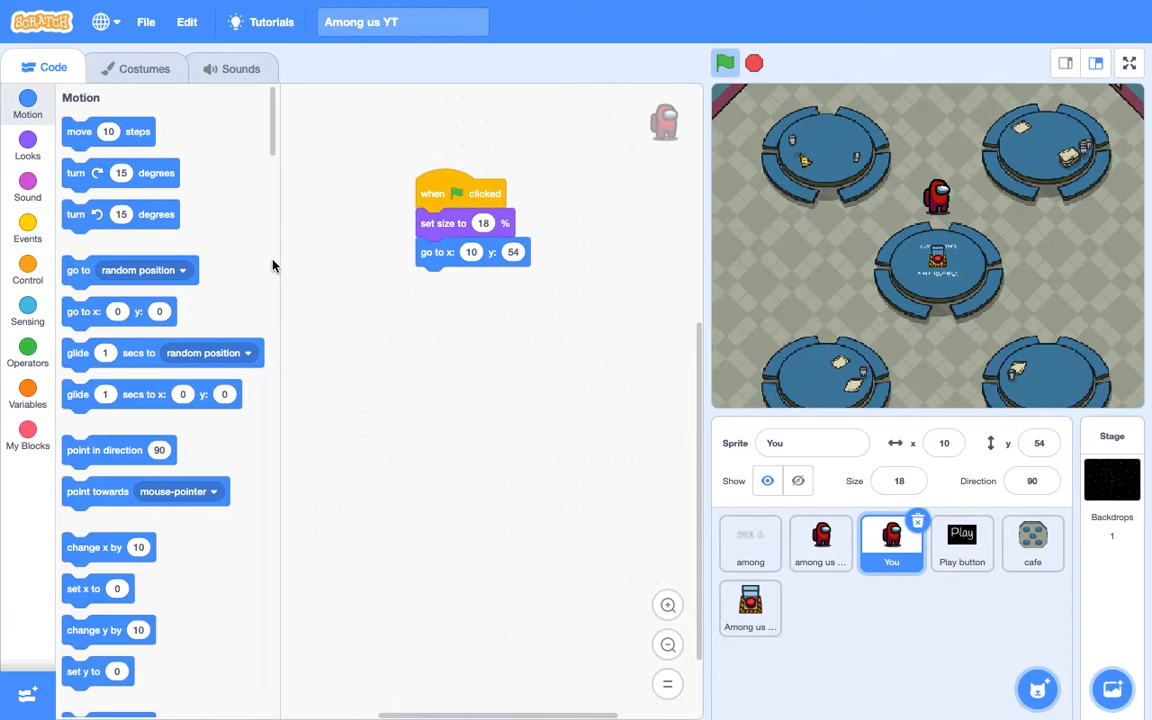 SCRATCH File Edit Tutorials Among us YT
Code Costumes Sounds
Motion
Looks
Sound
Events
Control
Sensing
Operators
Variables
My Blocks
Motion
move 10 steps
turn 15 degrees
turn 15 degrees
go to random position
go to x: 0 y: 0
glide 1 secs to random position
glide 1 secs to x: 0 y: 0
point in direction 90
point towards mouse-pointer
change x by 10
set x to 0
change y by 10
set y to 0
when clicked
set size to 18 %
go to x: 10 y: 54
Sprite You x 10 y 54
Show Size 18 Direction 90
among
among us ...
You
Play
Play button
cafe
Among us ...
Stage
Backdrops
1